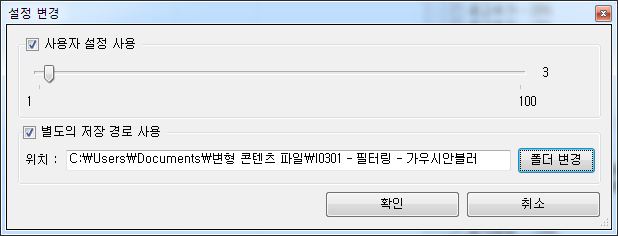 설정 변경
사용자 설정 사용
3
1 100
별도의 저장 경로 사용
위치 : C:₩Users₩Documents₩변형 콘텐츠 파일₩I0301 - 필터링 - 가우시안블러 폴더 변경
확인 취소